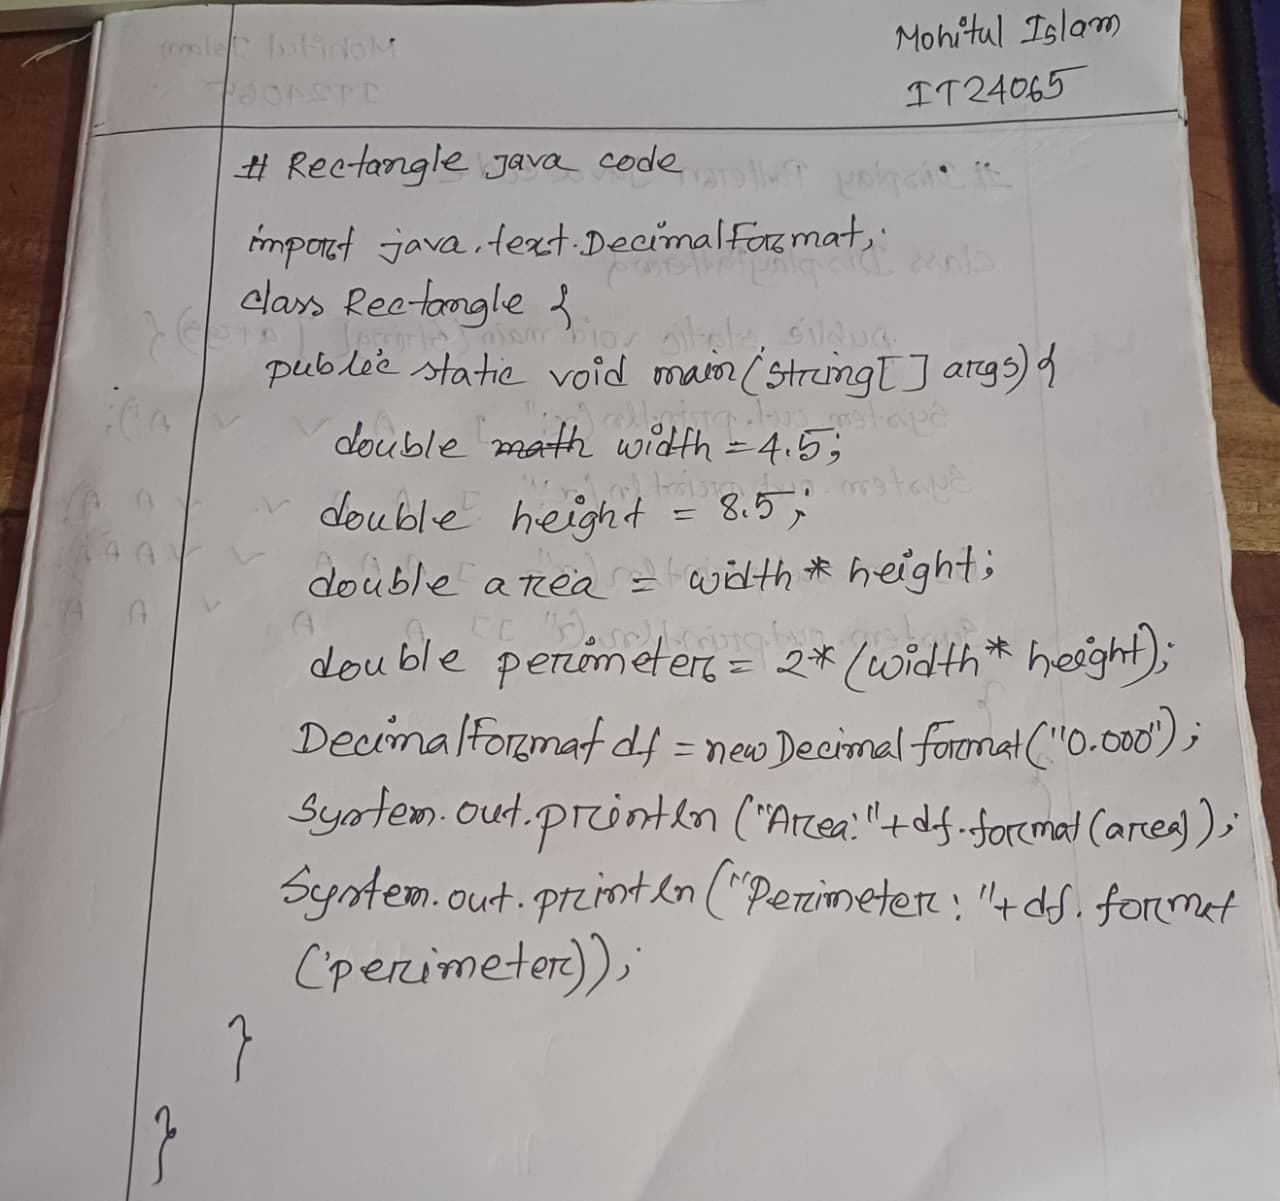 Mohitul Islam
IT24065
# Rectangle java code
import java.text.DecimalFormat;
class Rectangle {
public static void main(String[] args){
double math width = 4.5;
double height = 8.5;
double area = width * height;
double perimeter = 2*(width * height);
DecimalFormat df = new Decimal format("0.000");
System.out.println("Area:"+df.format(area));
System.out.println("Perimeter: "+df.format
(perimeter));
}
}